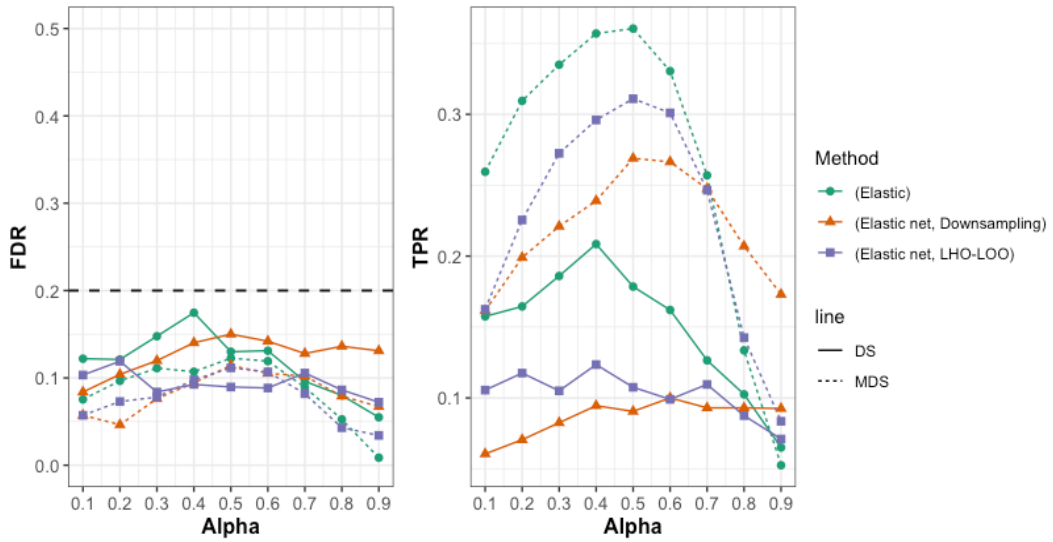 0.5
0.4
0.3
0.2
0.1
0.0
FDR
0.1 0.2 0.3 0.4 0.5 0.6 0.7 0.8 0.9
Alpha
0.3
0.2
0.1
TPR
0.1 0.2 0.3 0.4 0.5 0.6 0.7 0.8 0.9
Alpha
Method
(Elastic)
(Elastic net, Downsampling)
(Elastic net, LHO-LOO)
line
DS
MDS